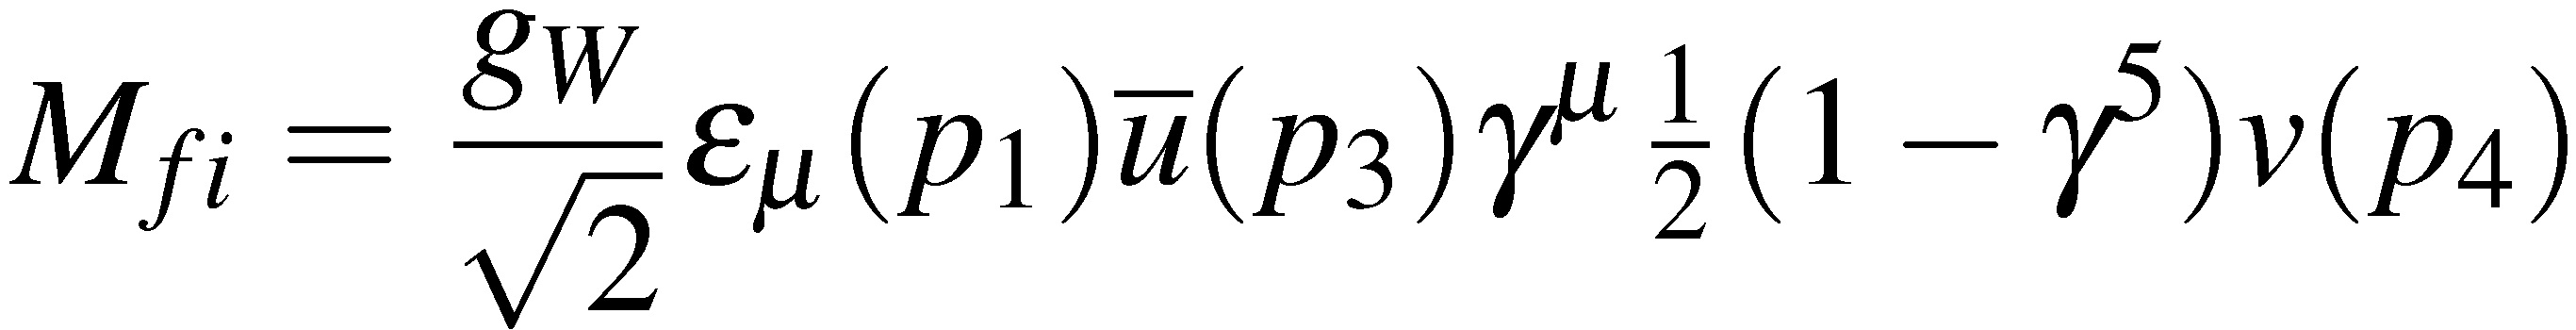 M_{fi} = \frac{g_W}{\sqrt{2}} \varepsilon_\mu(p_1) \overline{u}(p_3) \gamma^\mu \frac{1}{2}(1 - \gamma^5) v(p_4)